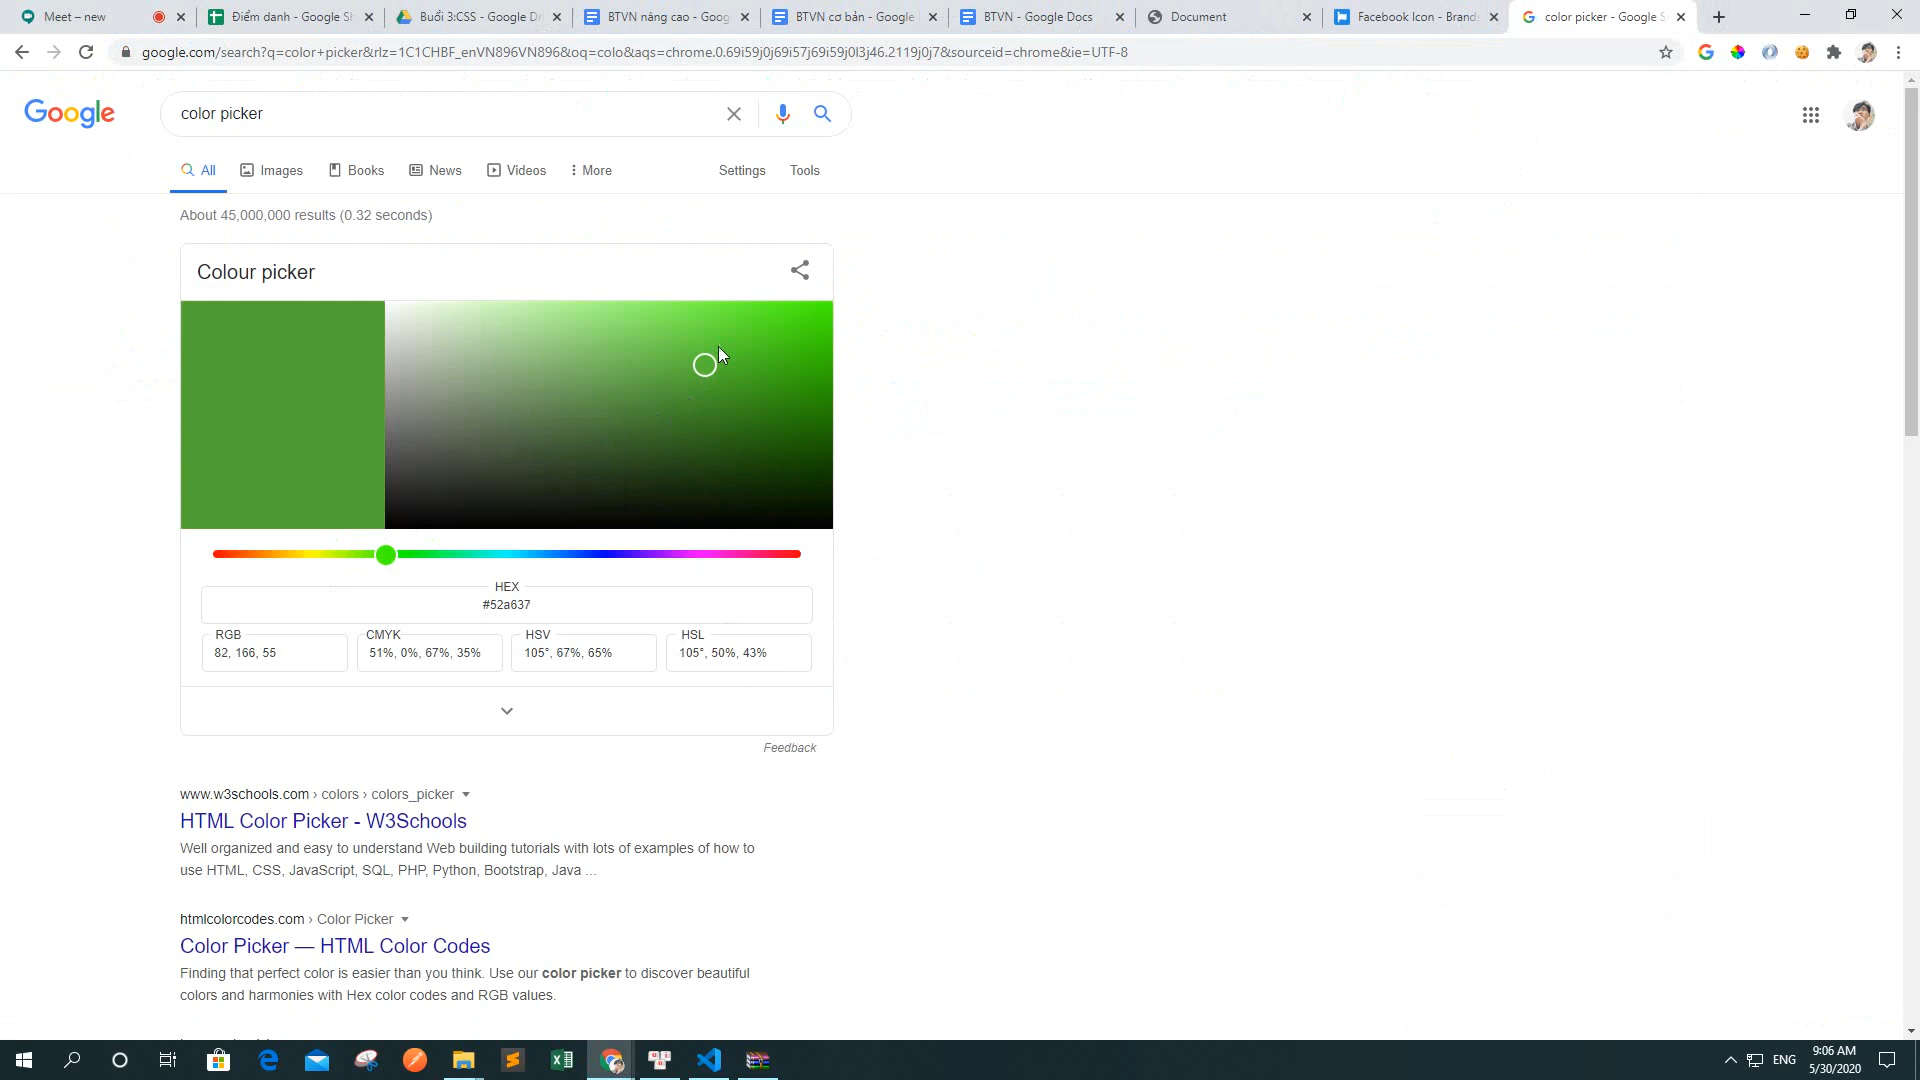 Meet – new
Điểm danh - Google Sh
Buổi 3:CSS - Google Dr
BTVN nâng cao - Goog
BTVN cơ bản - Google
BTVN - Google Docs
Document
Facebook Icon - Brand
color picker - Google S
google.com/search?q=color+picker&rlz=1C1CHBF_enVN896VN896&oq=colo&aqs=chrome.0.69i59j0j69i57j69i59j0l3j46.2119j0j7&sourceid=chrome&ie=UTF-8
Google
color picker
All
Images
Books
News
Videos
More
Settings
Tools
About 45,000,000 results (0.32 seconds)
Colour picker
HEX
#52a637
RGB
82, 166, 55
CMYK
51%, 0%, 67%, 35%
HSV
105°, 67%, 65%
HSL
105°, 50%, 43%
Feedback
www.w3schools.com › colors › colors_picker
HTML Color Picker - W3Schools
Well organized and easy to understand Web building tutorials with lots of examples of how to
use HTML, CSS, JavaScript, SQL, PHP, Python, Bootstrap, Java ...
htmlcolorcodes.com › Color Picker
Color Picker — HTML Color Codes
Finding that perfect color is easier than you think. Use our color picker to discover beautiful
colors and harmonies with Hex color codes and RGB values.
ENG
9:06 AM
5/30/2020